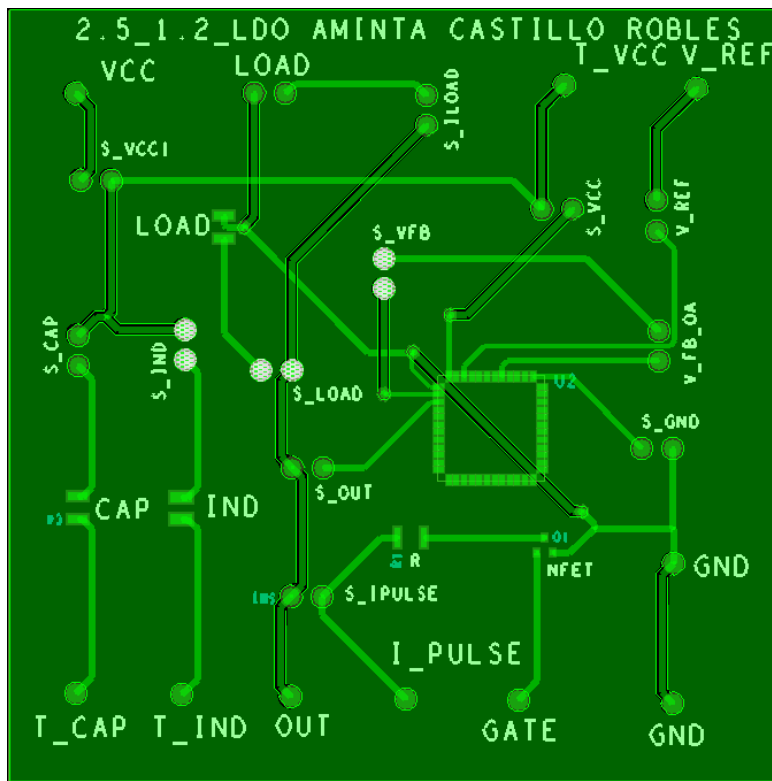 2.5_1.2_LDO AMINTA CASTILLO ROBLES
VCC
LOAD
T_VCC
V_REF
S_ILOAD
S_VCC1
LOAD
S_VFB
S_VCC
V_REF
S_CAP
S_IND
S_LOAD
V_FB_OA
U2
S_GND
CAP
IND
S_OUT
R
NFET
GND
S_IPULSE
I_PULSE
T_CAP
T_IND
OUT
GATE
GND